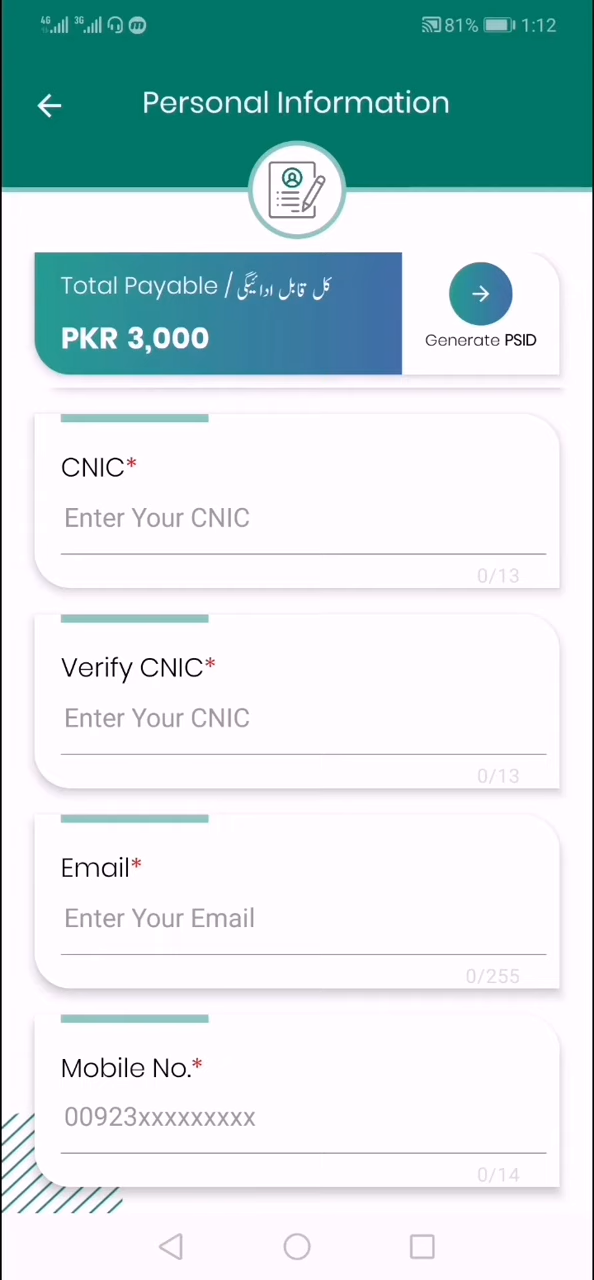 4G 3G 81% 1:12
Personal Information
Total Payable / کل قابل ادائیگی
PKR 3,000
Generate PSID
CNIC*
Enter Your CNIC
0/13
Verify CNIC*
Enter Your CNIC
0/13
Email*
Enter Your Email
0/255
Mobile No.*
00923xxxxxxxxx
0/14